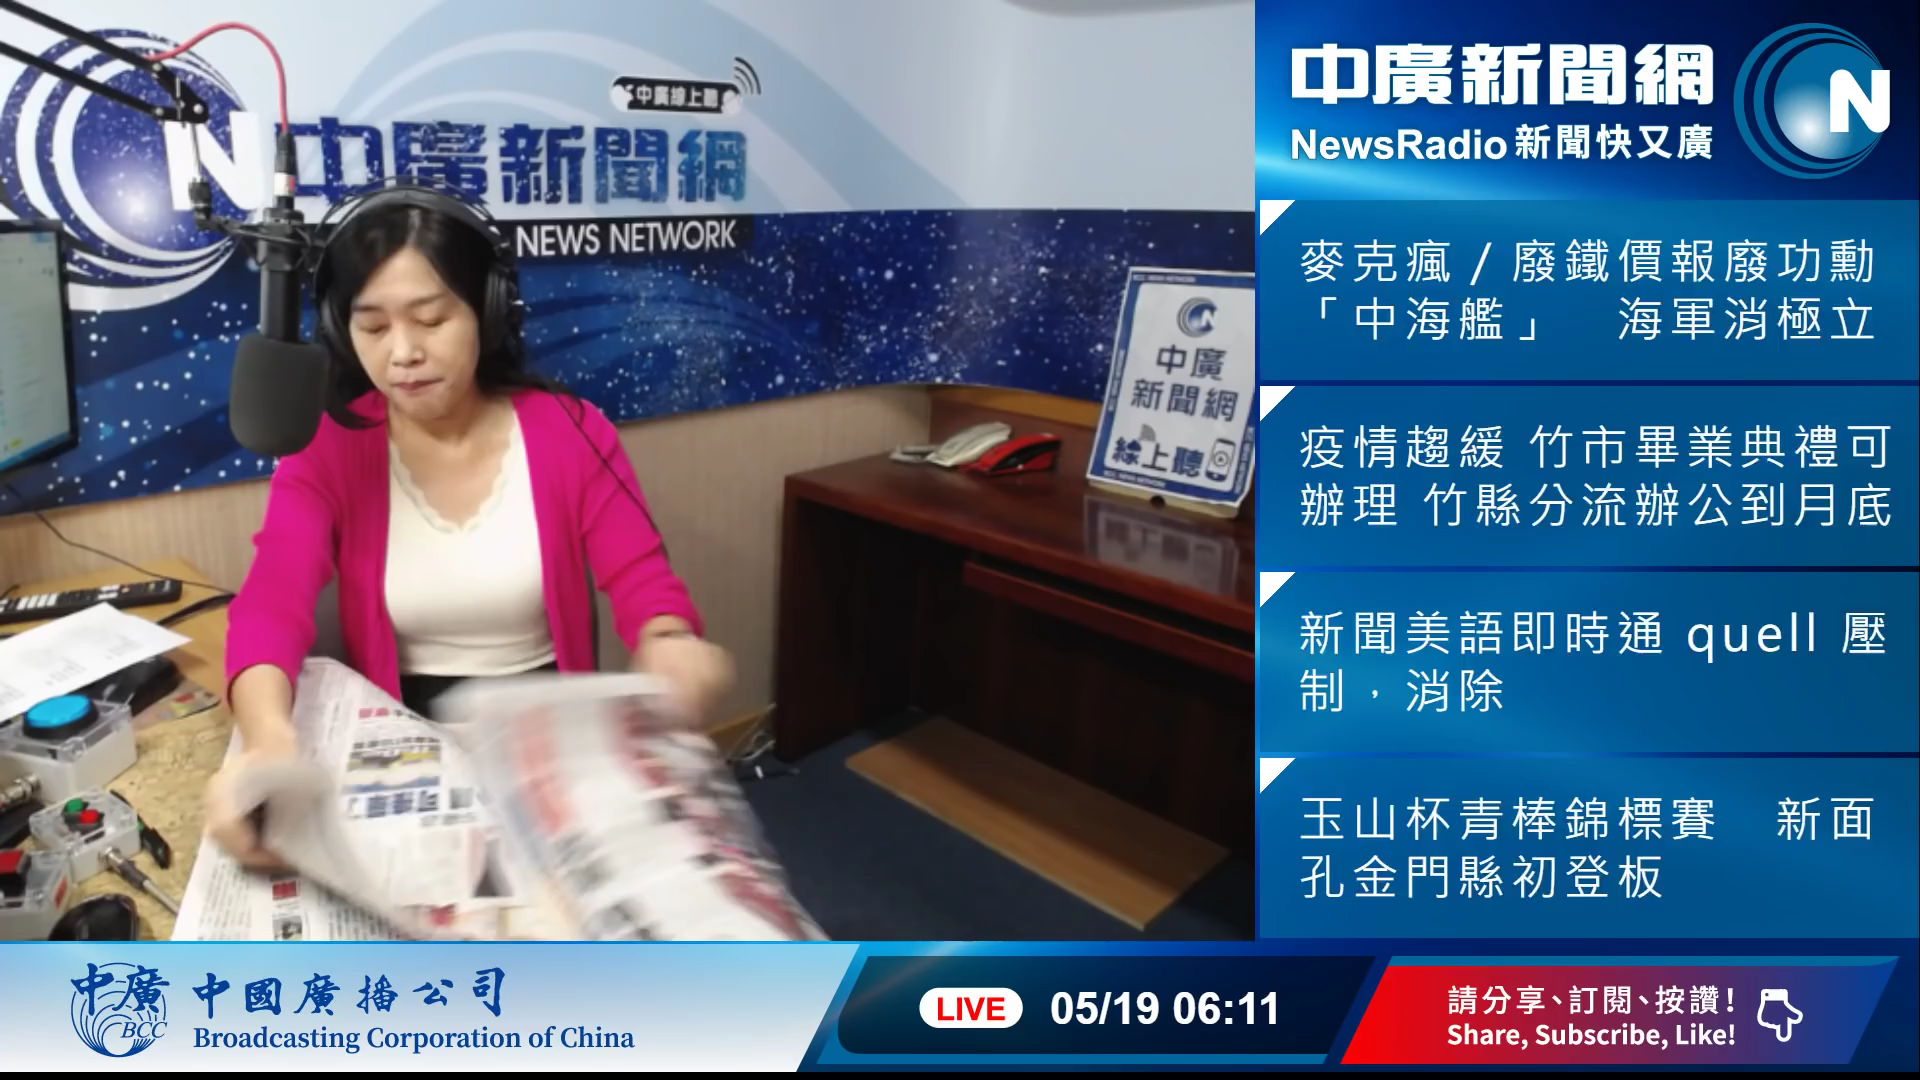 中廣線上聽
N 中廣新聞網
NEWS NETWORK
中廣
新聞網
線上聽
中廣新聞網 N
NewsRadio 新聞快又廣
麥克瘋/廢鐵價報廢功勳
「中海艦」 海軍消極立
疫情趨緩 竹市畢業典禮可
辦理 竹縣分流辦公到月底
新聞美語即時通 quell 壓
制，消除
玉山杯青棒錦標賽 新面
孔金門縣初登板
中廣 中國廣播公司
BCC Broadcasting Corporation of China
LIVE 05/19 06:11
請分享、訂閱、按讚！
Share, Subscribe, Like!